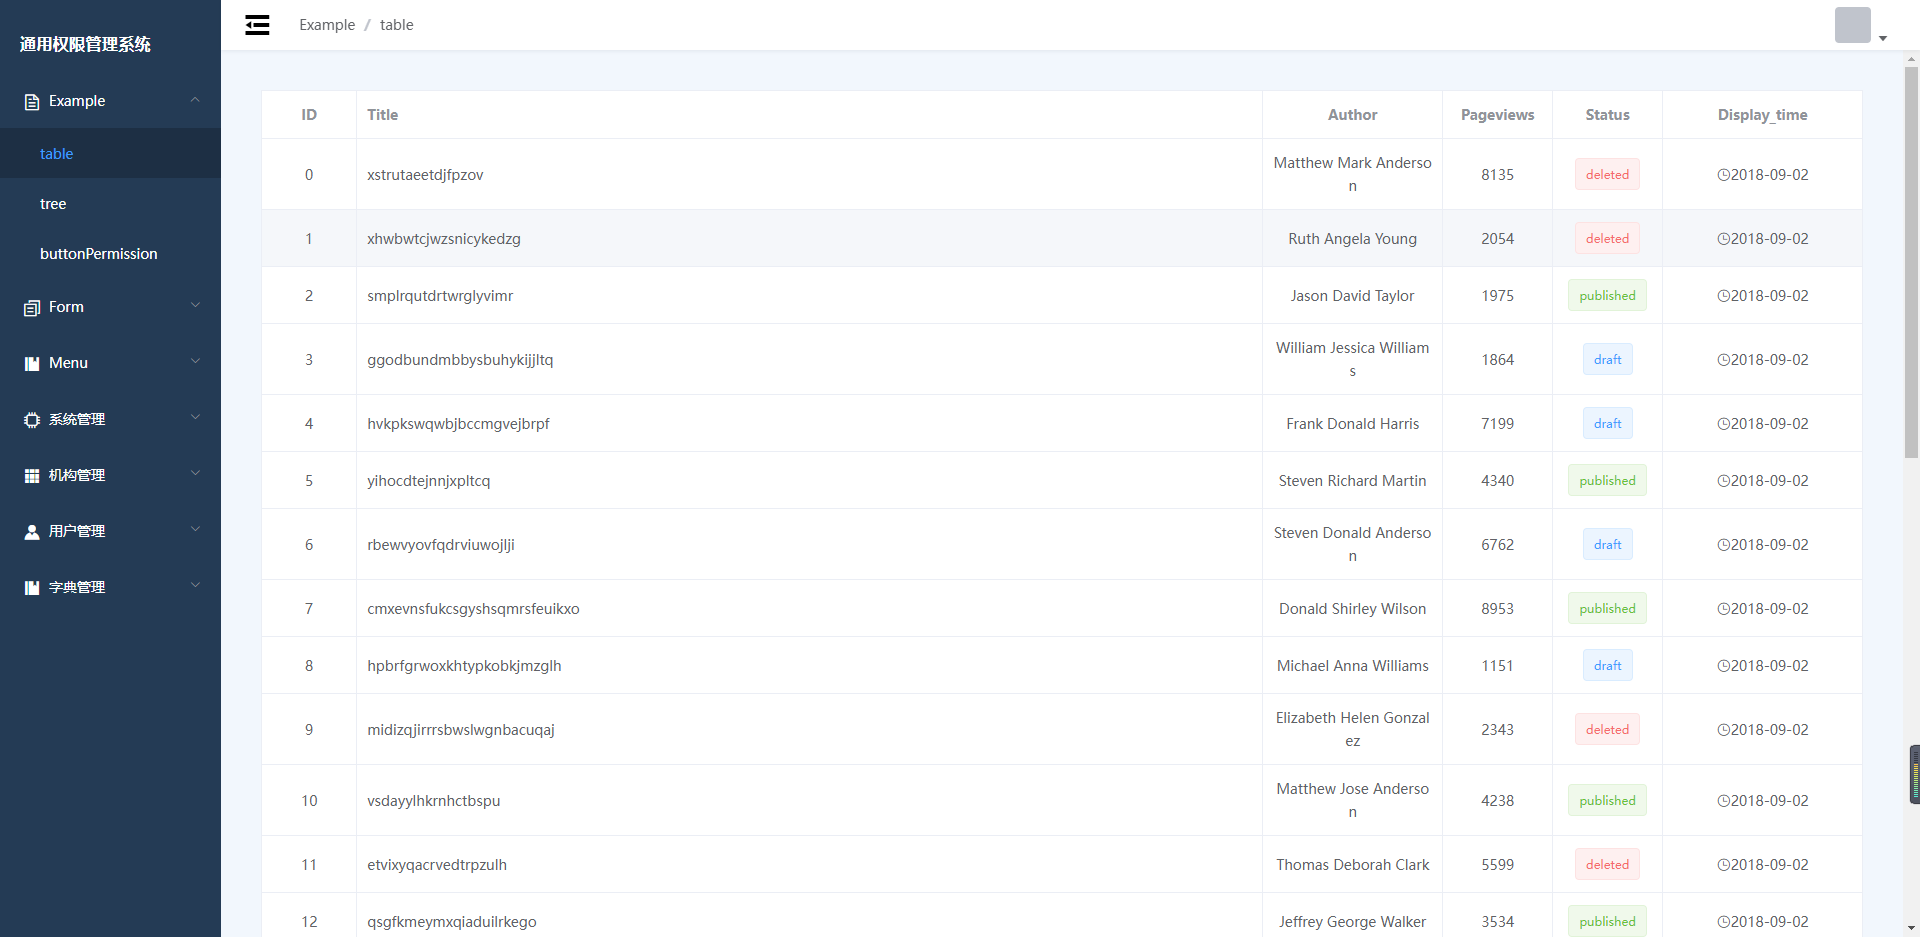 通用权限管理系统
Example
table
tree
buttonPermission
Form
Menu
系统管理
机构管理
用户管理
字典管理
Example / table
ID Title Author Pageviews Status Display_time
0 xstrutaeetdjfpzov Matthew Mark Anderso
n 8135 deleted 2018-09-02
1 xhwbwtcjwzsnicykedzg Ruth Angela Young 2054 deleted 2018-09-02
2 smplrqutdrtwrglyvimr Jason David Taylor 1975 published 2018-09-02
3 ggodbundmbbysbuhykijjltq William Jessica William
s 1864 draft 2018-09-02
4 hvkpkswqwbjbccmgvejbrpf Frank Donald Harris 7199 draft 2018-09-02
5 yihocdtejnnjxpltcq Steven Richard Martin 4340 published 2018-09-02
6 rbewvyovfqdrviuwojlji Steven Donald Anderso
n 6762 draft 2018-09-02
7 cmxevnsfukcsgyshsqmrsfeuikxo Donald Shirley Wilson 8953 published 2018-09-02
8 hpbrfgrwoxkhtypkobkjmzglh Michael Anna Williams 1151 draft 2018-09-02
9 midizqjirrrsbwslwgnbacuqaj Elizabeth Helen Gonzal
ez 2343 deleted 2018-09-02
10 vsdayylhkrnhctbspu Matthew Jose Anderso
n 4238 published 2018-09-02
11 etvixyqacrvedtrpzulh Thomas Deborah Clark 5599 deleted 2018-09-02
12 qsgfkmeymxqiaduilrkego Jeffrey George Walker 3534 published 2018-09-02